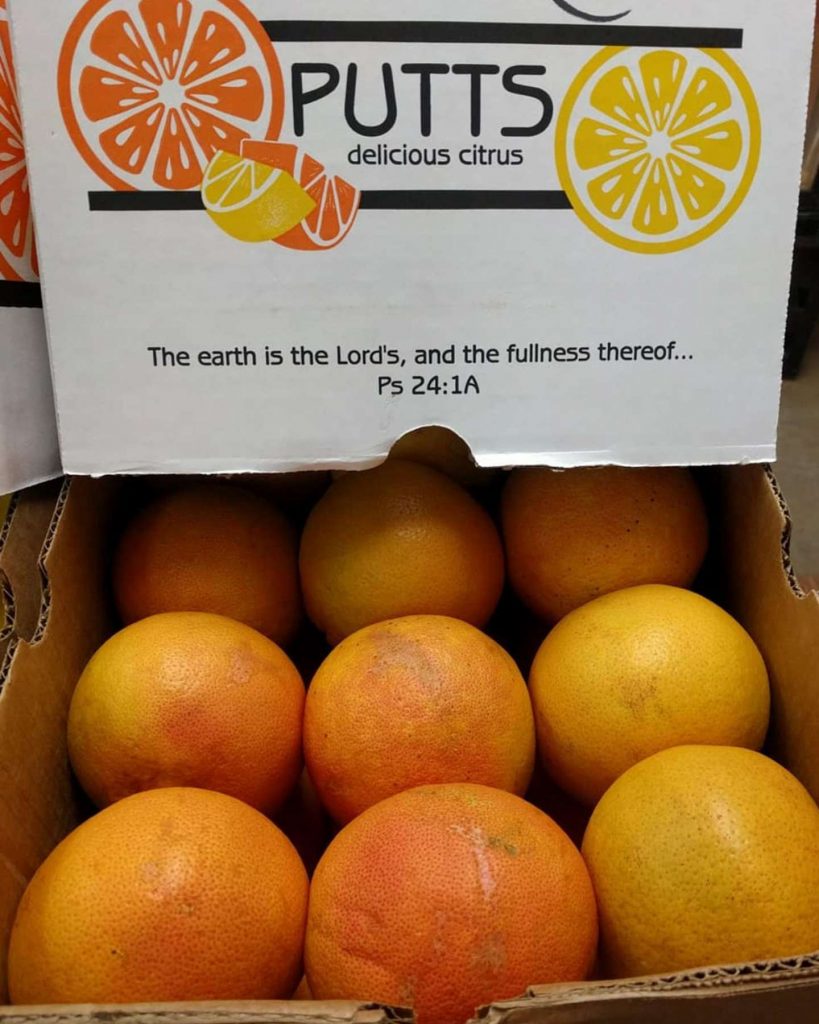 PUTTS
delicious citrus
The earth is the Lord's, and the fullness thereof...
Ps 24:1A